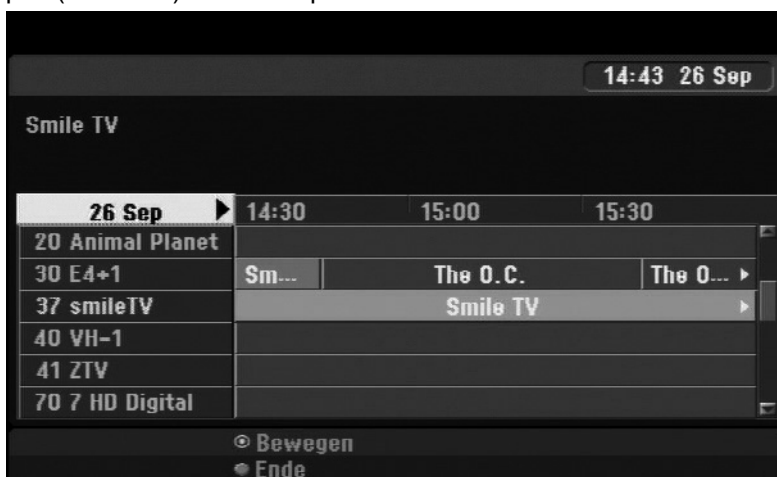 14:43 26 Sep
Smile TV
26 Sep 14:30 15:00 15:30
20 Animal Planet
30 E4+1 Sm... The O.C. The O...
37 smileTV Smile TV
40 VH-1
41 ZTV
70 7 HD Digital
Bewegen
Ende